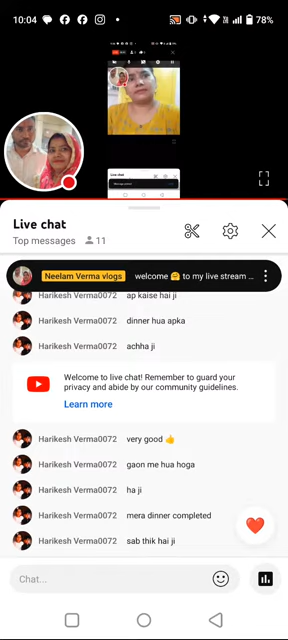 10:04
78%
Live chat
Top messages 11
Neelam Verma vlogs welcome 🤗 to my live stream ...
Harikesh Verma0072 ap kaise hai ji
Harikesh Verma0072 dinner hua apka
Harikesh Verma0072 achha ji
Welcome to live chat! Remember to guard your
privacy and abide by our community guidelines.
Learn more
Harikesh Verma0072 very good 👍
Harikesh Verma0072 gaon me hua hoga
Harikesh Verma0072 ha ji
Harikesh Verma0072 mera dinner completed
Harikesh Verma0072 sab thik hai ji
Chat...